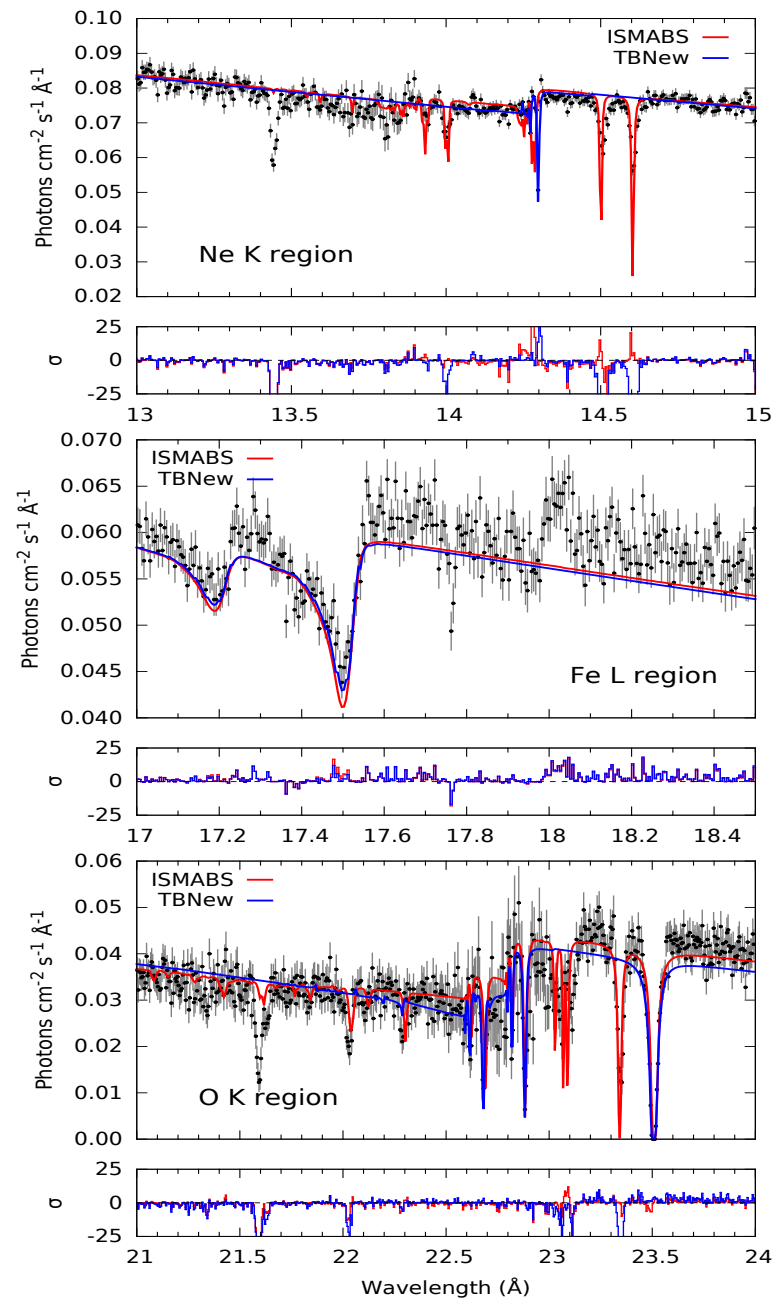 0.10
0.09
0.08
0.07
0.06
0.05
0.04
0.03
0.02
Photons cm-2 s-1 Å-1
ISMABS
TBNew
Ne K region
25
0
-25
σ
13 13.5 14 14.5 15
0.070
0.065
0.060
0.055
0.050
0.045
0.040
Photons cm-2 s-1 Å-1
ISMABS
TBNew
Fe L region
25
0
-25
σ
17 17.2 17.4 17.6 17.8 18 18.2 18.4
0.06
0.05
0.04
0.03
0.02
0.01
0.00
Photons cm-2 s-1 Å-1
ISMABS
TBNew
O K region
25
0
-25
σ
21 21.5 22 22.5 23 23.5 24
Wavelength (Å)